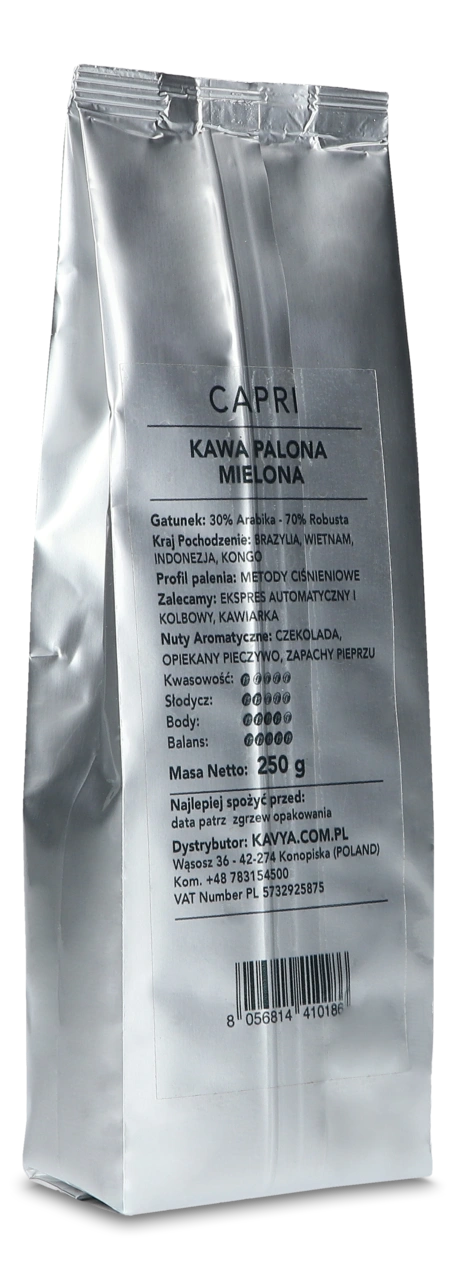 CAPRI
KAWA PALONA
MIELONA
Gatunek: 30% Arabika - 70% Robusta
Kraj Pochodzenie: BRAZYLIA, WIETNAM,
INDONEZJA, KONGO
Profil palenia: METODY CIŚNIENIOWE
Zalecamy: EKSPRES AUTOMATYCZNY I
KOLBOWY, KAWIARKA
Nuty Aromatyczne: CZEKOLADA,
OPIEKANY PIECZYWO, ZAPACHY PIEPRZU
Kwasowość:
Słodycz:
Body:
Balans:
Masa Netto: 250 g
Najlepiej spożyć przed:
data patrz zgrzew opakowania
Dystrybutor: KAVYA.COM.PL
Wąsosz 36 - 42-274 Konopiska (POLAND)
Kom. +48 783154500
VAT Number PL 5732925875
8 056814 410186